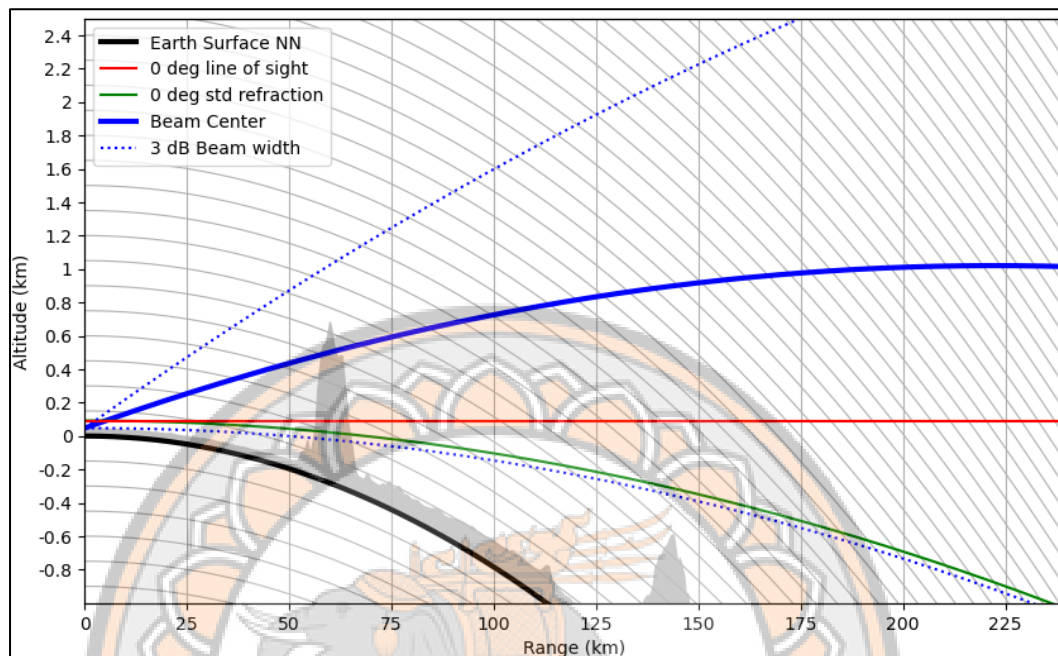 Earth Surface NN
0 deg line of sight
0 deg std refraction
Beam Center
3 dB Beam width
Altitude (km)
2.4
2.2
2
1.8
1.6
1.4
1.2
1
0.8
0.6
0.4
0.2
0
-0.2
-0.4
-0.6
-0.8
0 25 50 75 100 125 150 175 200 225
Range (km)